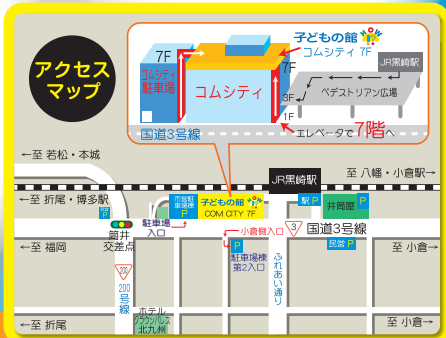 アクセス
マップ
7F
コムシティ
駐車場
子どもの館
コムシティ 7F
コムシティ
7F
JR黒崎駅
ペデストリアン広場
3F
1F
エレベータで7階へ
国道3号線
←至 若松・本城
至 八幡・小倉駅→
JR黒崎駅
←至 折尾・博多駅
P
市営駐
車場棟
P
子どもの館
COM CITY 7F
駅 P
井筒屋
P
筒井
交差点
駐車場
入口
小倉側入口
3
国道3号線
民営 P
←至 福岡
至 小倉→
P
駐車場棟
第2入口
ふれあい通り
200
200号線
ホテル
クラウンパレス
北九州
←至 折尾
至 小倉→